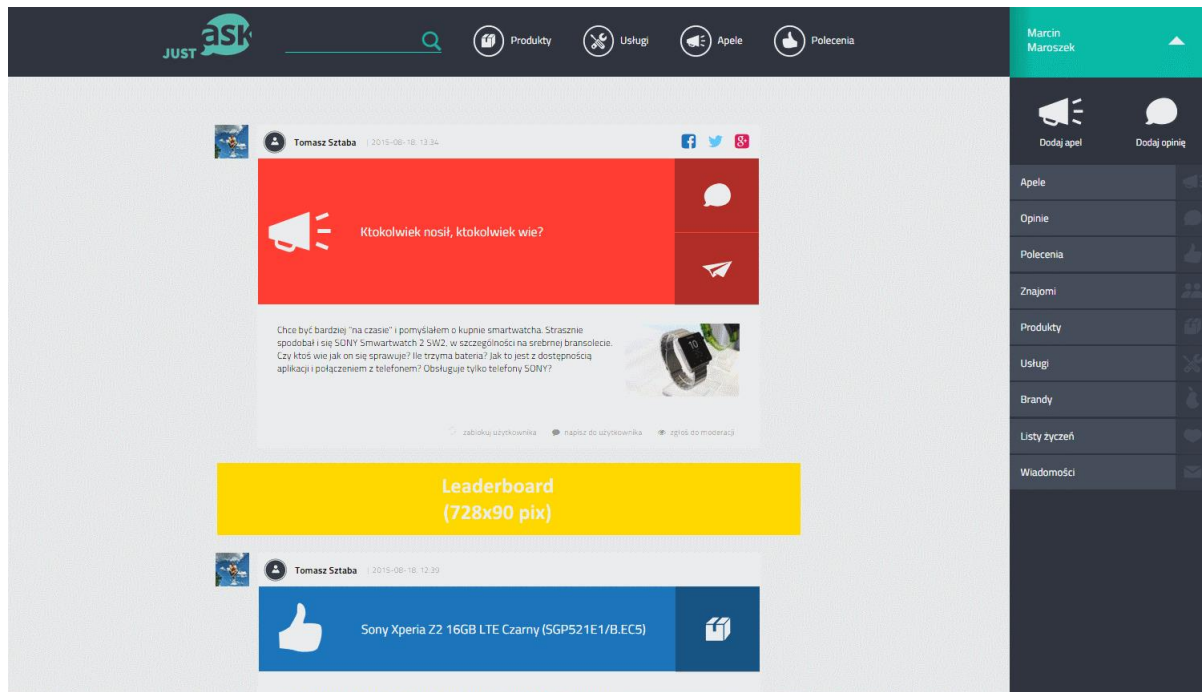 JUST ask
Produkty
Usługi
Apele
Polecenia
Marcin
Maroszek
Dodaj apel
Dodaj opinię
Tomasz Sztaba | 2015-08-18, 13:34
Ktokolwiek nosił, ktokolwiek wie?
Chce być bardziej "na czasie" i pomyślałem o kupnie smartwatcha. Strasznie
spodobał i się SONY Smwartwatch 2 SW2, w szczególności na srebrnej bransolecie.
Czy ktoś wie jak on się sprawuje? Ile trzyma bateria? Jak to jest z dostępnością
aplikacji i połączeniem z telefonem? Obsługuje tylko telefony SONY?
zablokuj użytkownika
napisz do użytkownika
zgłoś do moderacji
Leaderboard
(728x90 pix)
Tomasz Sztaba | 2015-08-18, 12:39
Sony Xperia Z2 16GB LTE Czarny (SGP521E1/B.EC5)
Apele
Opinie
Polecenia
Znajomi
Produkty
Usługi
Brandy
Listy życzeń
Wiadomości